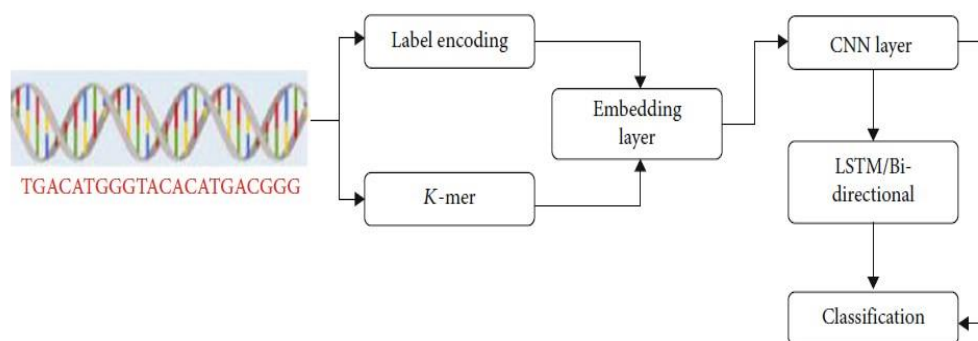 Label encoding
CNN layer
Embedding
layer
TGACATGGGTACACATGACGGG
K-mer
LSTM/Bi-
directional
Classification